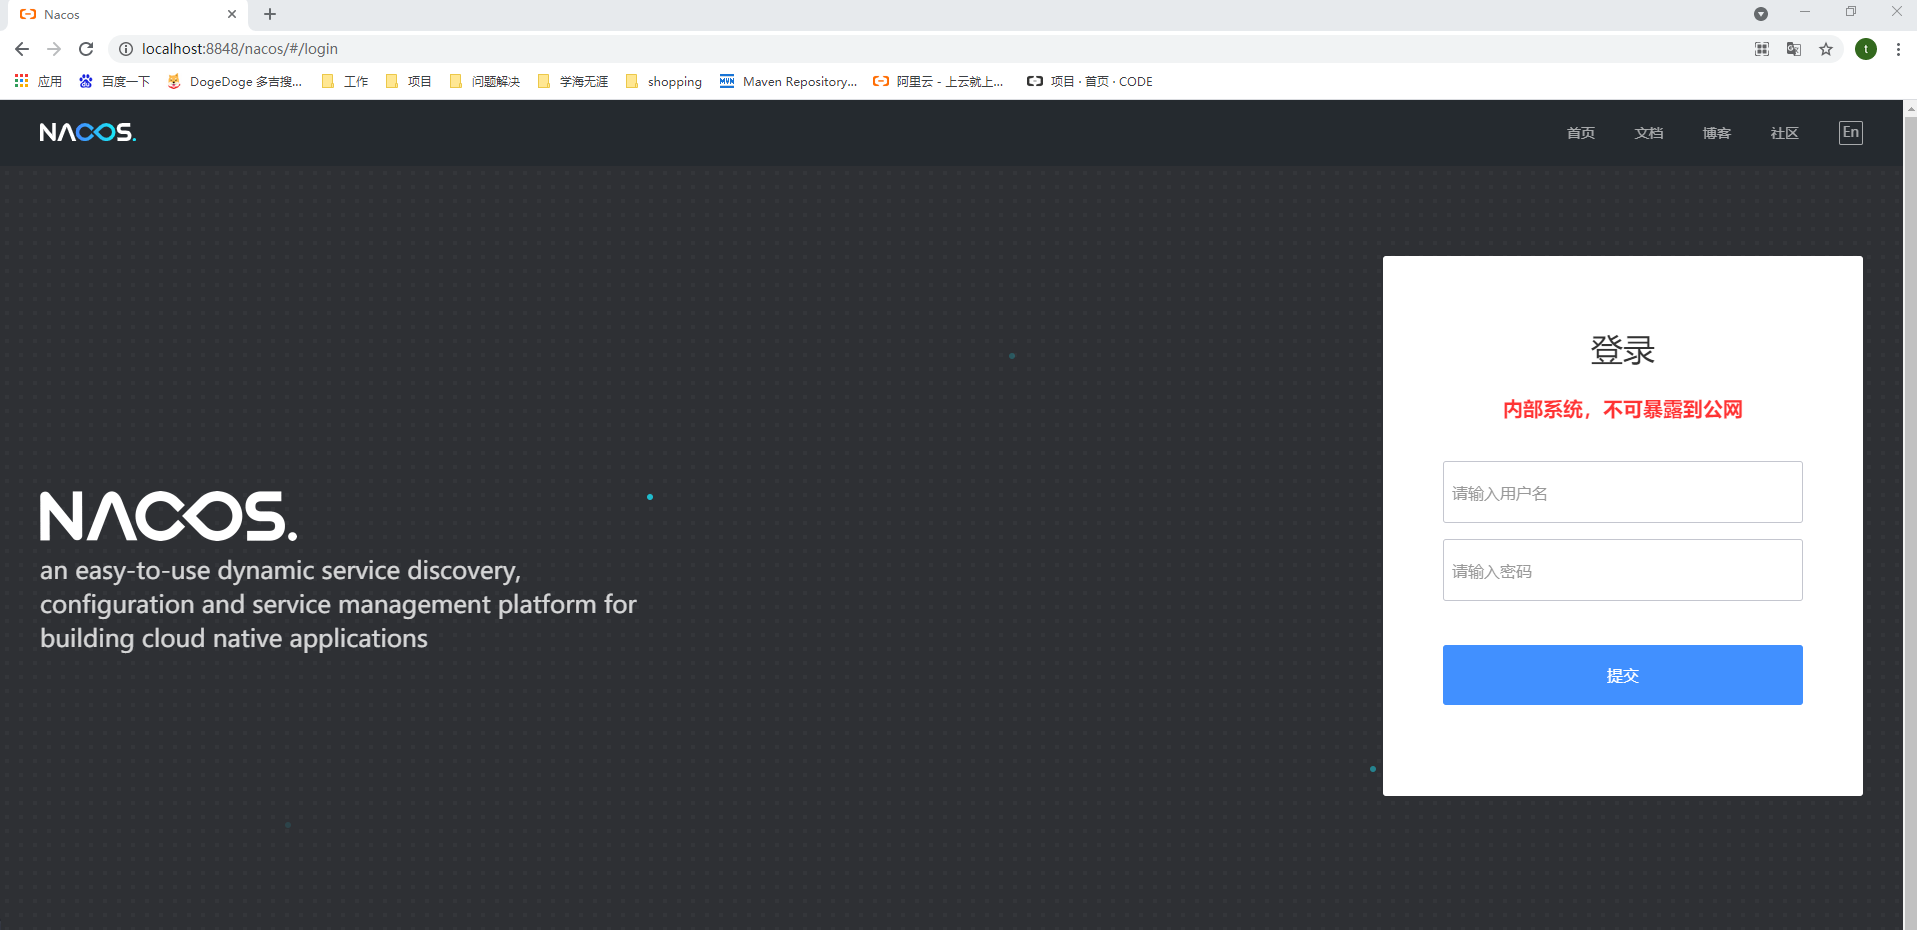 Nacos
localhost:8848/nacos/#/login
t
应用 百度一下 DogeDoge 多吉搜... 工作 项目 问题解决 学海无涯 shopping MVN Maven Repository... 阿里云 - 上云就上... 项目 · 首页 · CODE
NACOS. 首页 文档 博客 社区 En
登录
内部系统，不可暴露到公网
请输入用户名
请输入密码
提交
NACOS.
an easy-to-use dynamic service discovery,
configuration and service management platform for
building cloud native applications